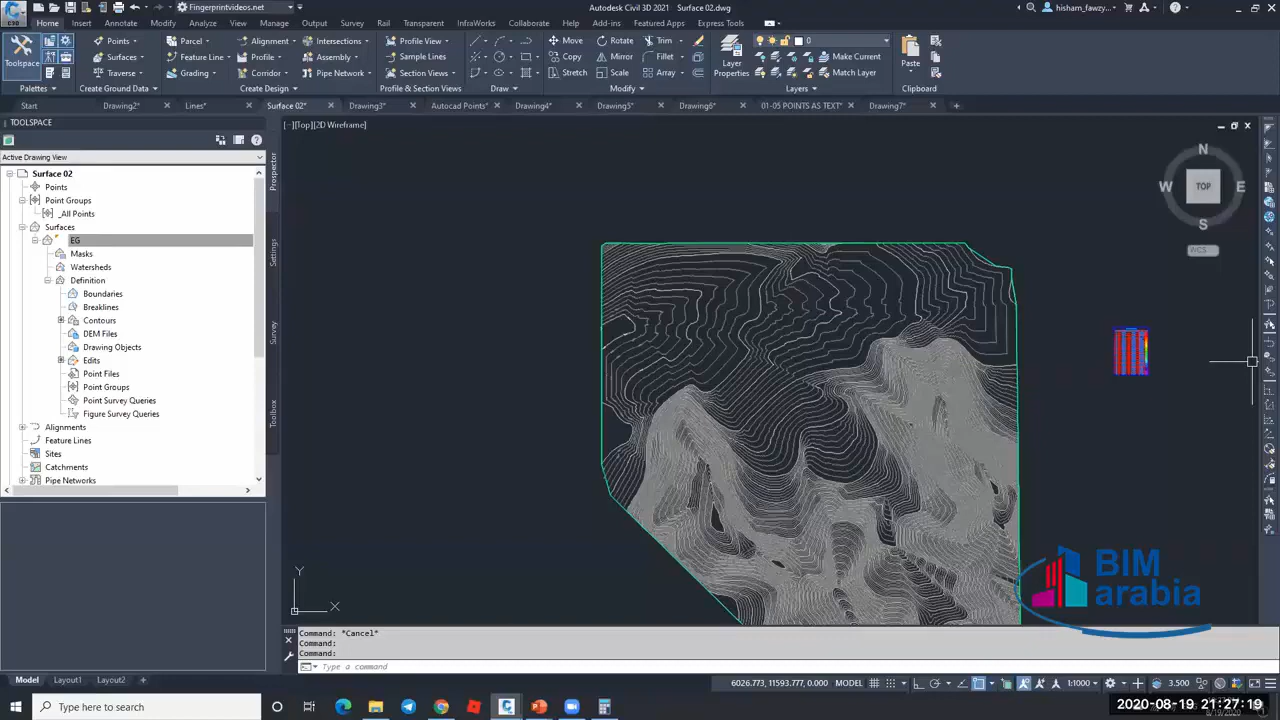 Fingerprintvideos.net
Autodesk Civil 3D 2021 Surface 02.dwg
hisham_fawzy...
Home Insert Annotate Modify Analyze View Manage Output Survey Rail Transparent InfraWorks Collaborate Help Add-ins Featured Apps Express Tools
Toolspace
Points
Surfaces
Traverse
Parcel
Feature Line
Grading
Alignment
Profile
Corridor
Intersections
Assembly
Pipe Network
Profile View
Sample Lines
Section Views
Move
Copy
Stretch
Rotate
Mirror
Scale
Trim
Fillet
Array
Layer
Properties
0
Make Current
Match Layer
Paste
Palettes Create Ground Data Create Design Profile & Section Views Draw Modify Layers Clipboard
Start Drawing2* Lines* Surface 02* Drawing3* Autocad Points* Drawing4* Drawing5* Drawing6* 01-05 POINTS AS TEXT* Drawing7*
TOOLSPACE
[−][Top][2D Wireframe]
Active Drawing View
Surface 02
Points
Point Groups
_All Points
Surfaces
EG
Masks
Watersheds
Definition
Boundaries
Breaklines
Contours
DEM Files
Drawing Objects
Edits
Point Files
Point Groups
Point Survey Queries
Figure Survey Queries
Alignments
Feature Lines
Sites
Catchments
Pipe Networks
Prospector
Settings
Survey
Toolbox
N
W TOP E
S
WCS
Y
X
BIM
arabia
Command: *Cancel*
Command:
Command:
Type a command
Model Layout1 Layout2
6026.773, 11593.777, 0.000 MODEL
1:1000
3.500
Type here to search
2020-08-19 21:27:19